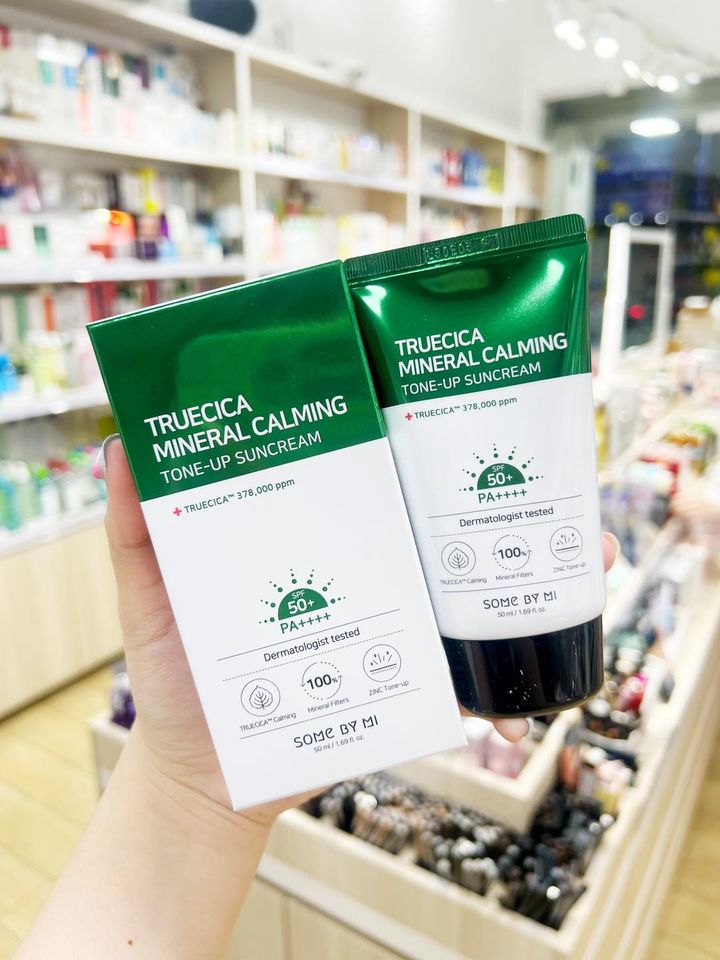 TRUECICA
MINERAL CALMING
TONE-UP SUNCREAM
+ TRUECICA™ 378,000 ppm
SPF
50+
PA++++
Dermatologist tested
100%
TRUECICA™ Calming
Mineral Filters
ZINC Tone-up
SOME BY MI
50 ml / 1.69 fl. oz.
TRUECICA
MINERAL CALMING
TONE-UP SUNCREAM
+ TRUECICA™ 378,000 ppm
SPF
50+
PA++++
Dermatologist tested
100%
TRUECICA™ Calming
Mineral Filters
ZINC Tone-up
SOME BY MI
50 ml / 1.69 fl. oz.